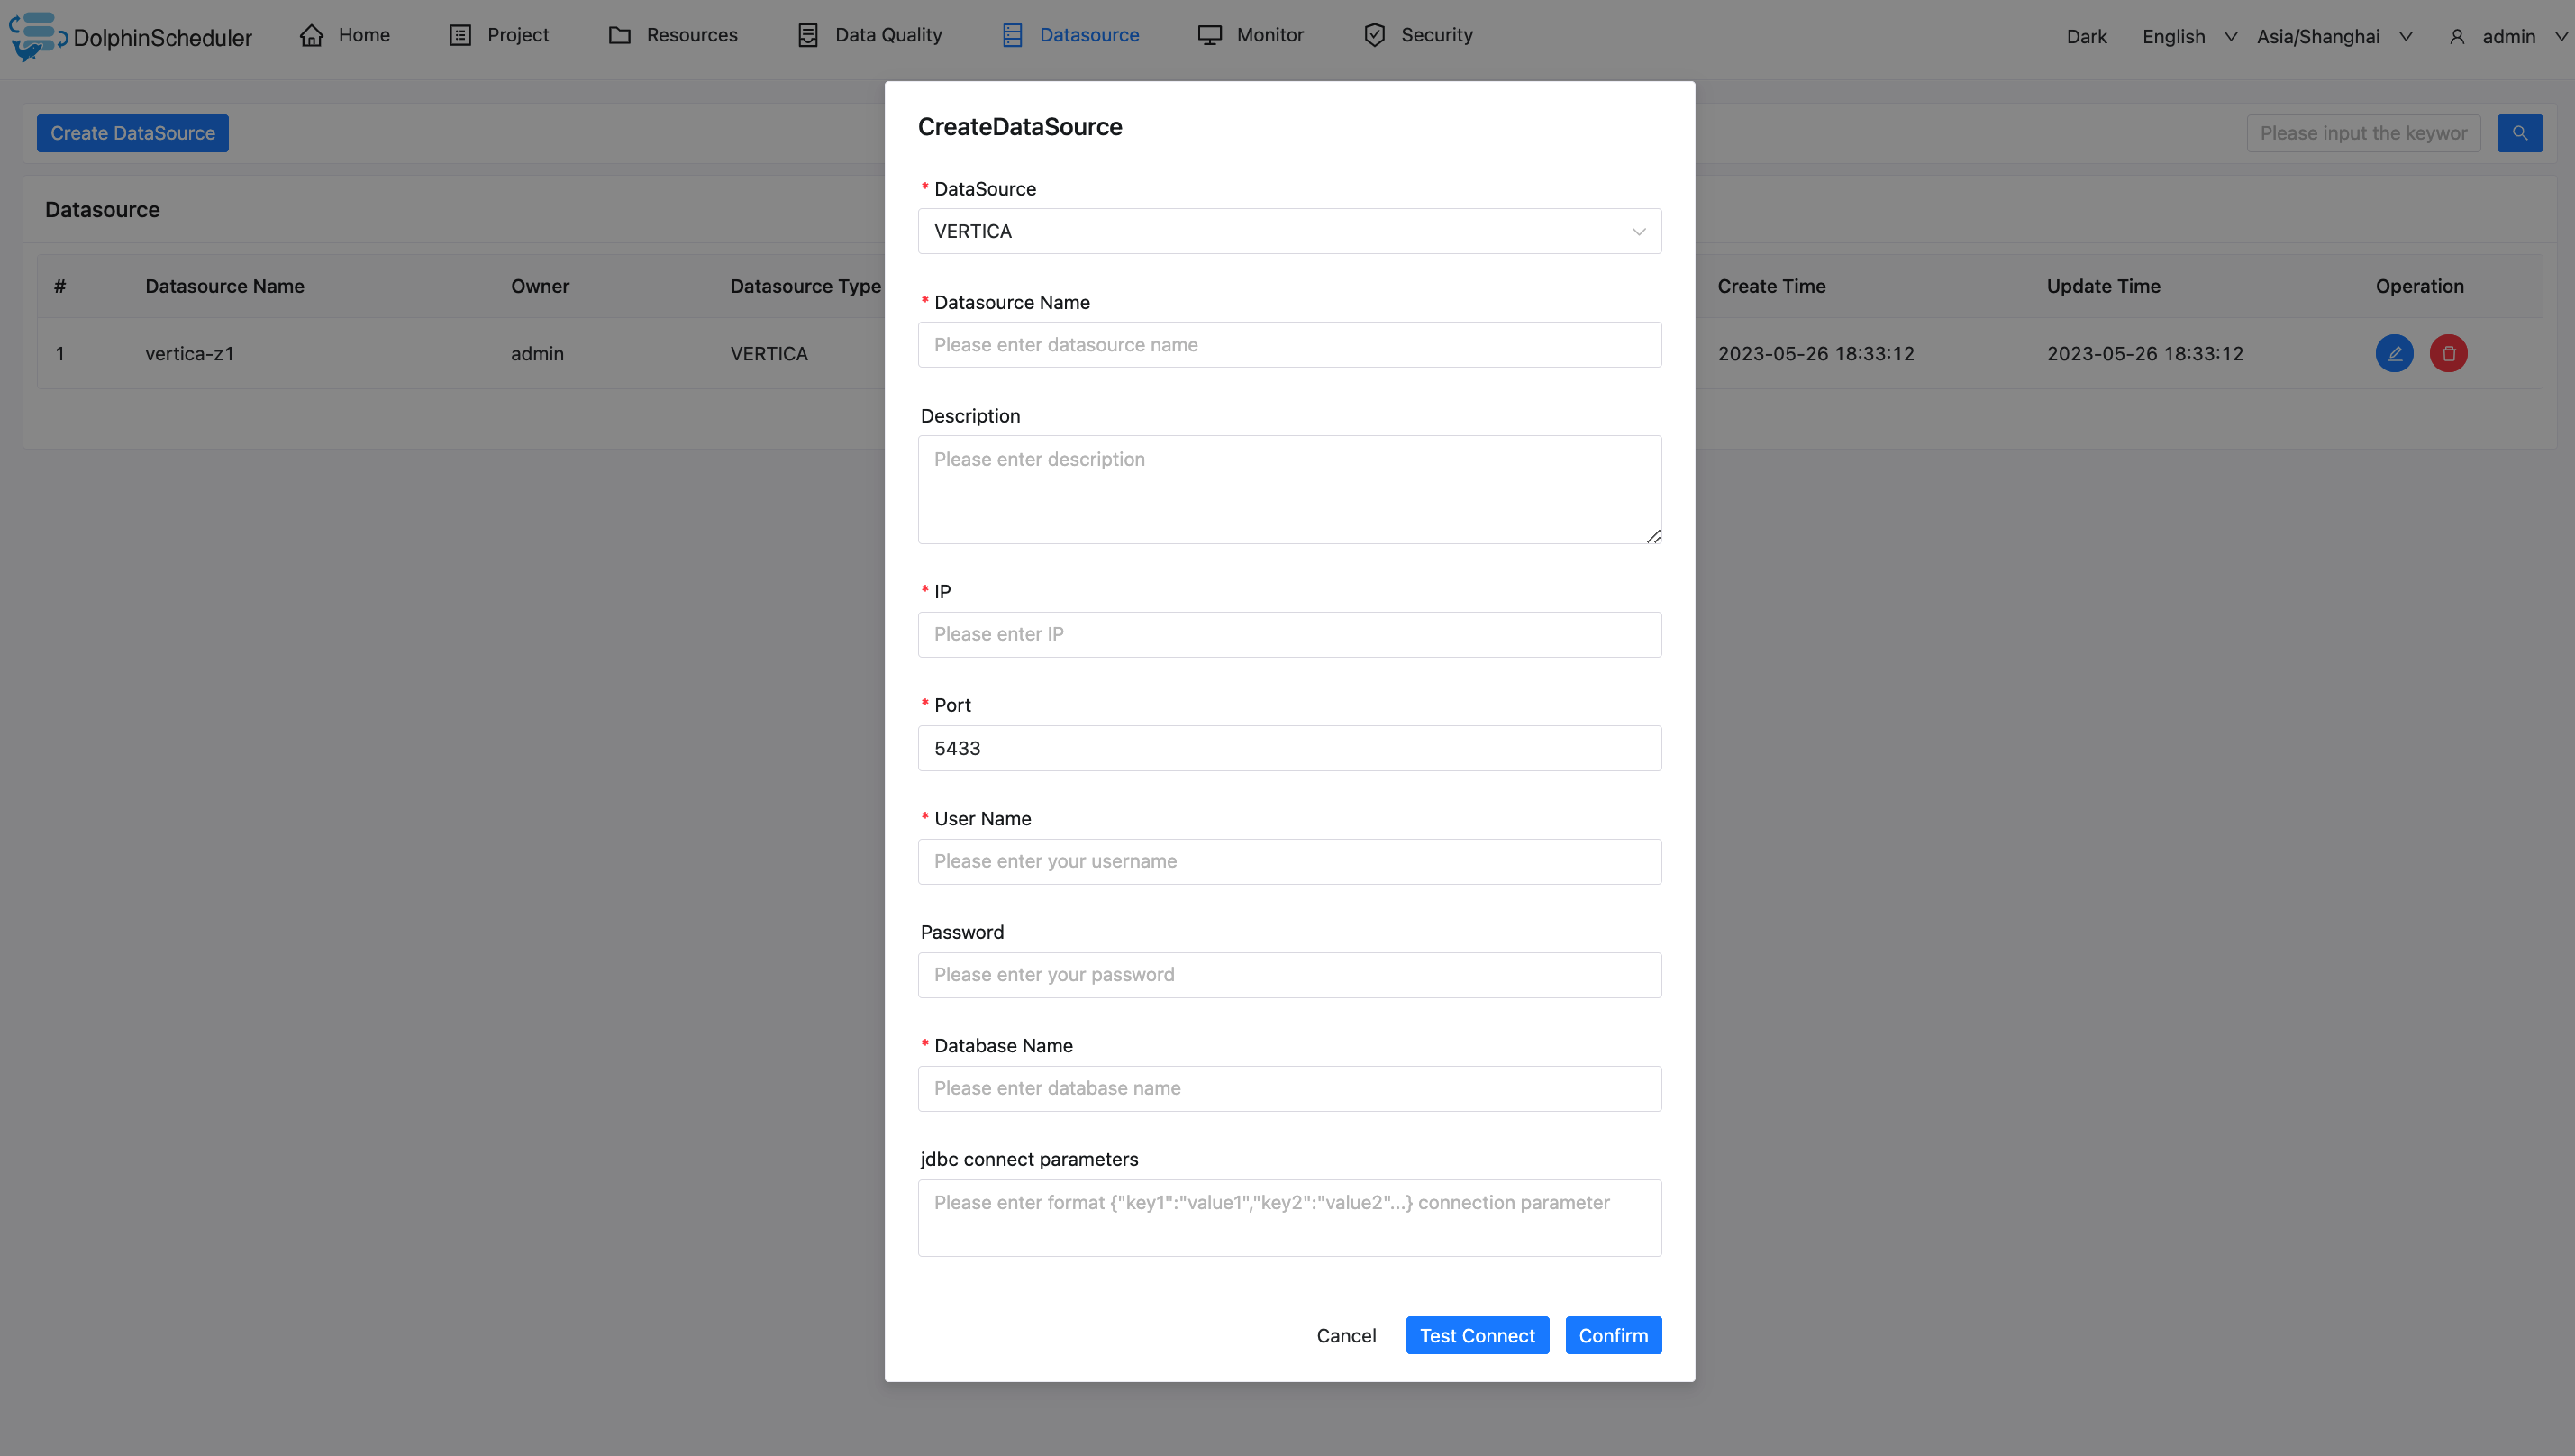 DolphinScheduler Home Project Resources Data Quality Datasource Monitor Security Dark English Asia/Shanghai admin
Create DataSource
Please input the keywor
Datasource
# Datasource Name Owner Datasource Type Create Time Update Time Operation
1 vertica-z1 admin VERTICA 2023-05-26 18:33:12 2023-05-26 18:33:12
CreateDataSource
* DataSource
VERTICA
* Datasource Name
Please enter datasource name
Description
Please enter description
* IP
Please enter IP
* Port
5433
* User Name
Please enter your username
Password
Please enter your password
* Database Name
Please enter database name
jdbc connect parameters
Please enter format {"key1":"value1","key2":"value2"...} connection parameter
Cancel Test Connect Confirm